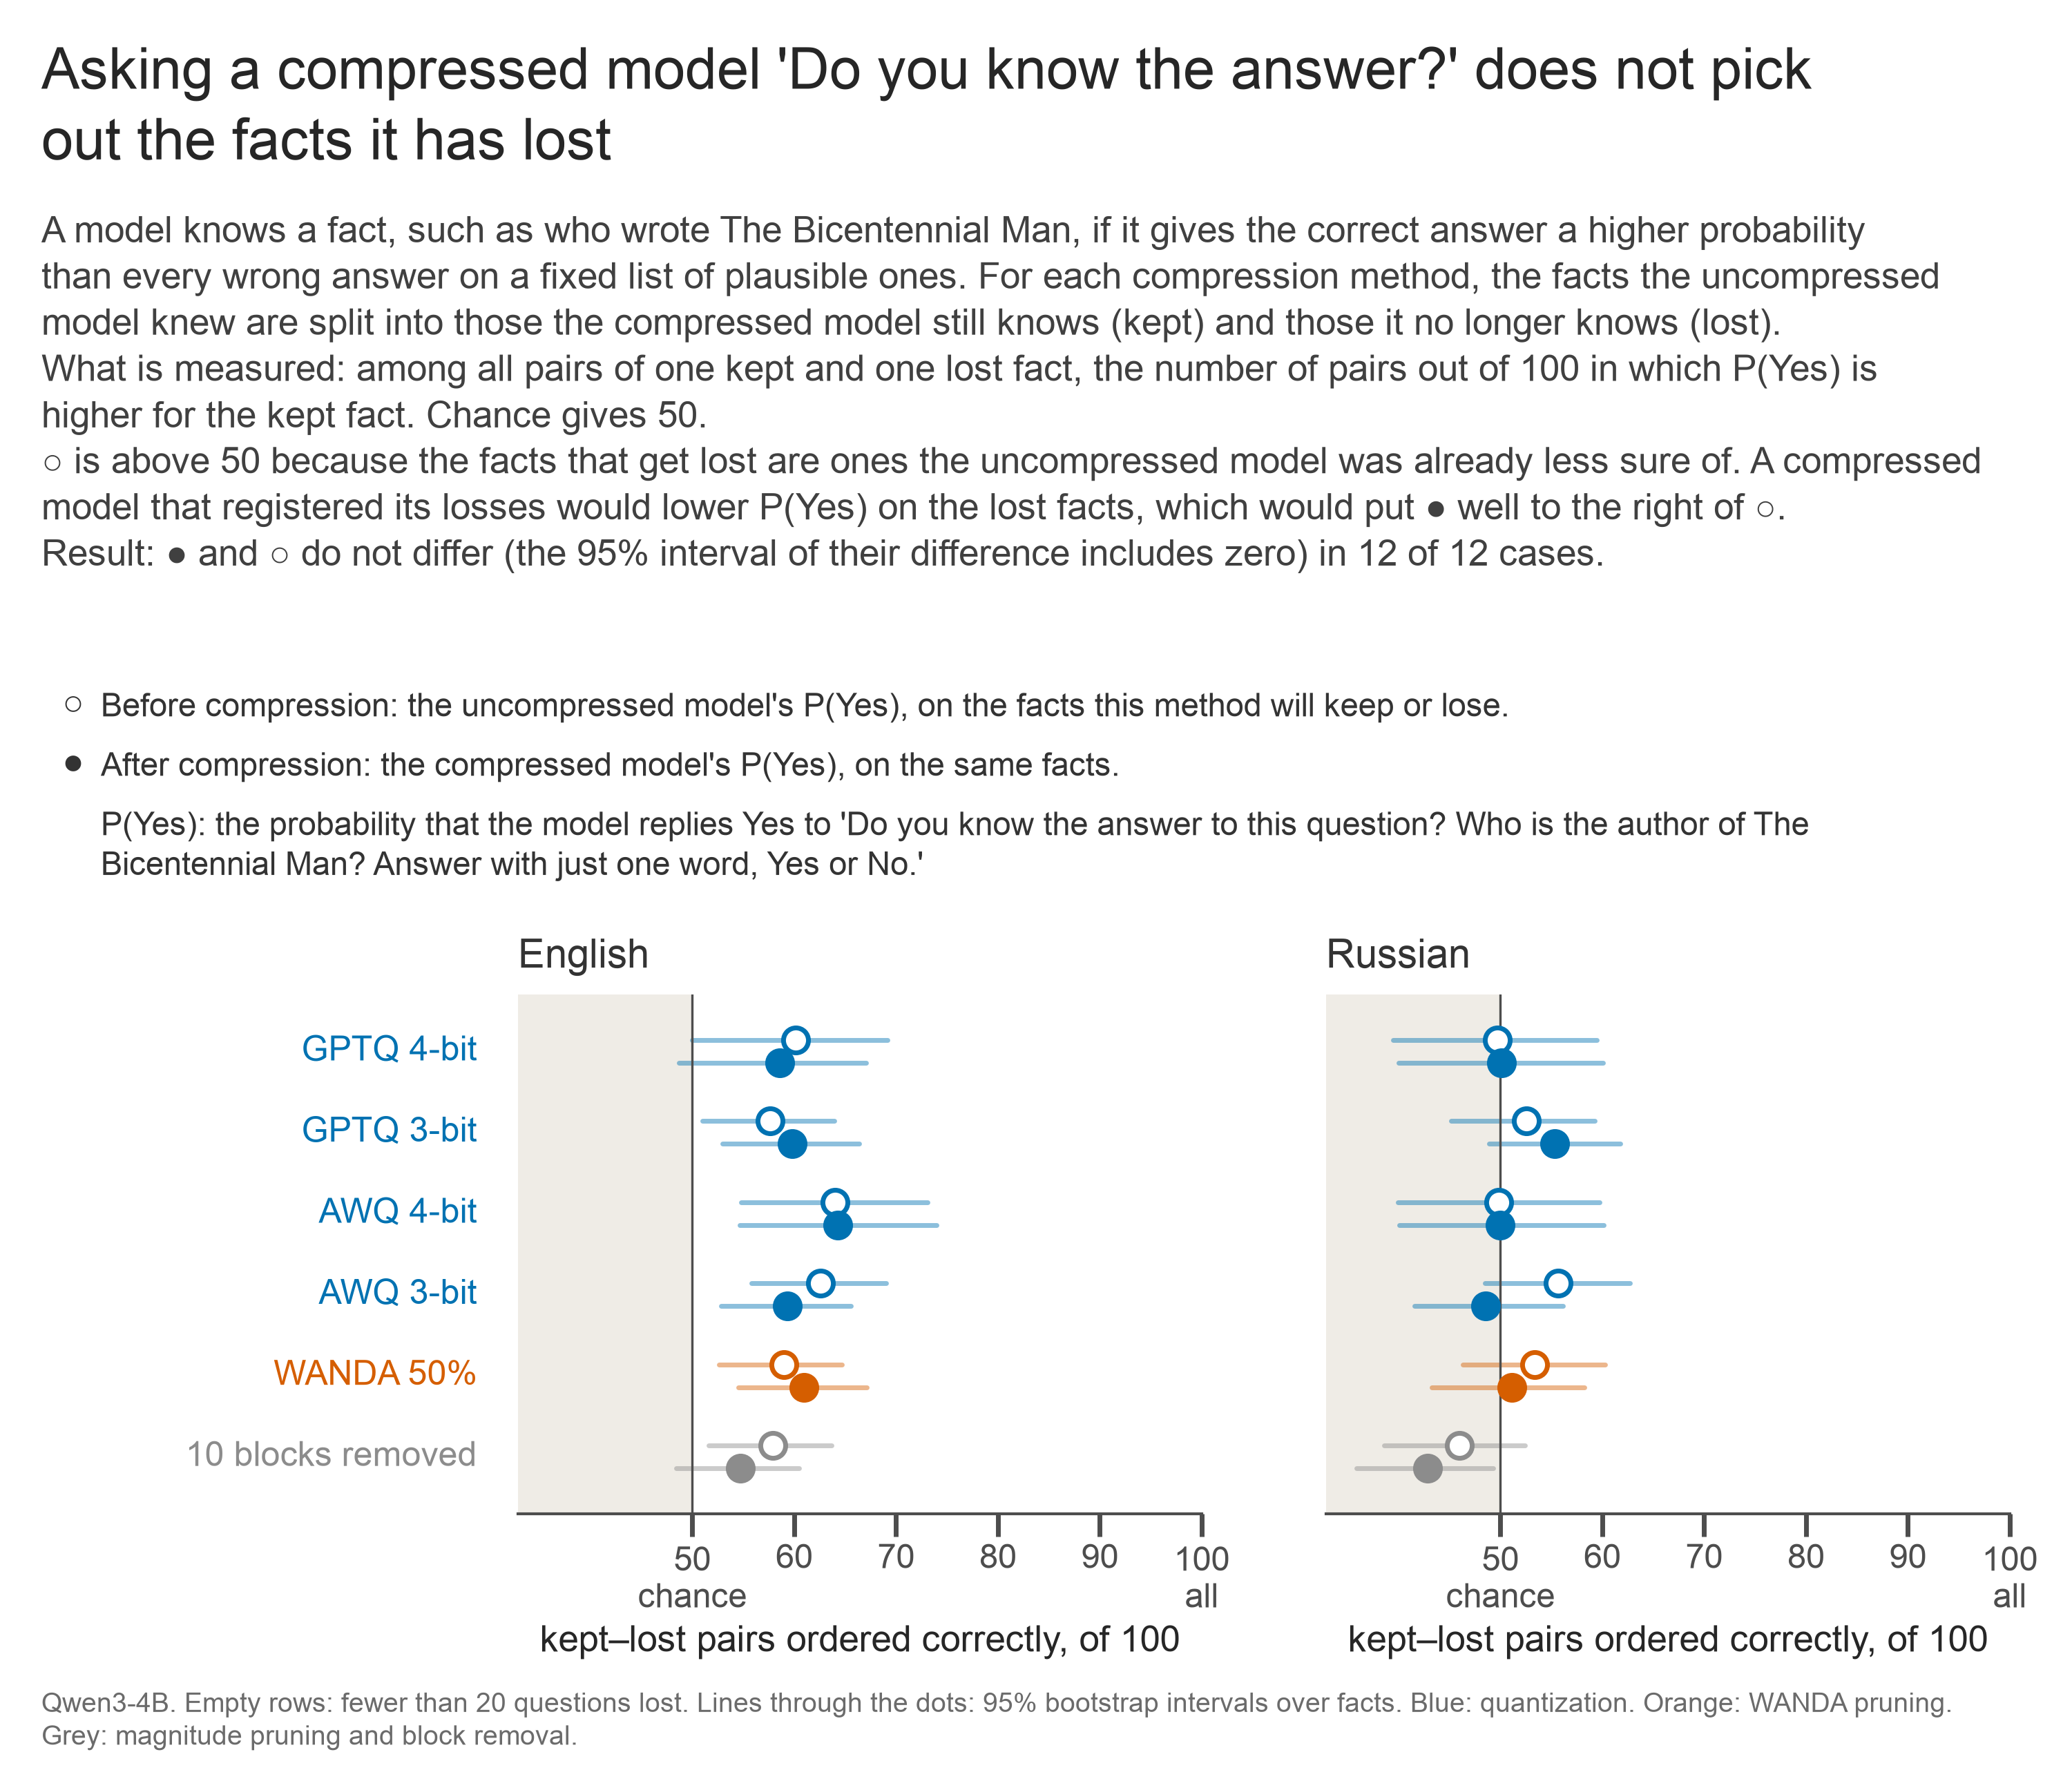 Asking a compressed model 'Do you know the answer?' does not pick
out the facts it has lost
A model knows a fact, such as who wrote The Bicentennial Man, if it gives the correct answer a higher probability
than every wrong answer on a fixed list of plausible ones. For each compression method, the facts the uncompressed
model knew are split into those the compressed model still knows (kept) and those it no longer knows (lost).
What is measured: among all pairs of one kept and one lost fact, the number of pairs out of 100 in which P(Yes) is
higher for the kept fact. Chance gives 50.
○ is above 50 because the facts that get lost are ones the uncompressed model was already less sure of. A compressed
model that registered its losses would lower P(Yes) on the lost facts, which would put ● well to the right of ○.
Result: ● and ○ do not differ (the 95% interval of their difference includes zero) in 12 of 12 cases.
○ Before compression: the uncompressed model's P(Yes), on the facts this method will keep or lose.
● After compression: the compressed model's P(Yes), on the same facts.
P(Yes): the probability that the model replies Yes to 'Do you know the answer to this question? Who is the author of The
Bicentennial Man? Answer with just one word, Yes or No.'
English
Russian
GPTQ 4-bit
GPTQ 3-bit
AWQ 4-bit
AWQ 3-bit
WANDA 50%
10 blocks removed
50 60 70 80 90 100
chance all
kept–lost pairs ordered correctly, of 100
50 60 70 80 90 100
chance all
kept–lost pairs ordered correctly, of 100
Qwen3-4B. Empty rows: fewer than 20 questions lost. Lines through the dots: 95% bootstrap intervals over facts. Blue: quantization. Orange: WANDA pruning.
Grey: magnitude pruning and block removal.